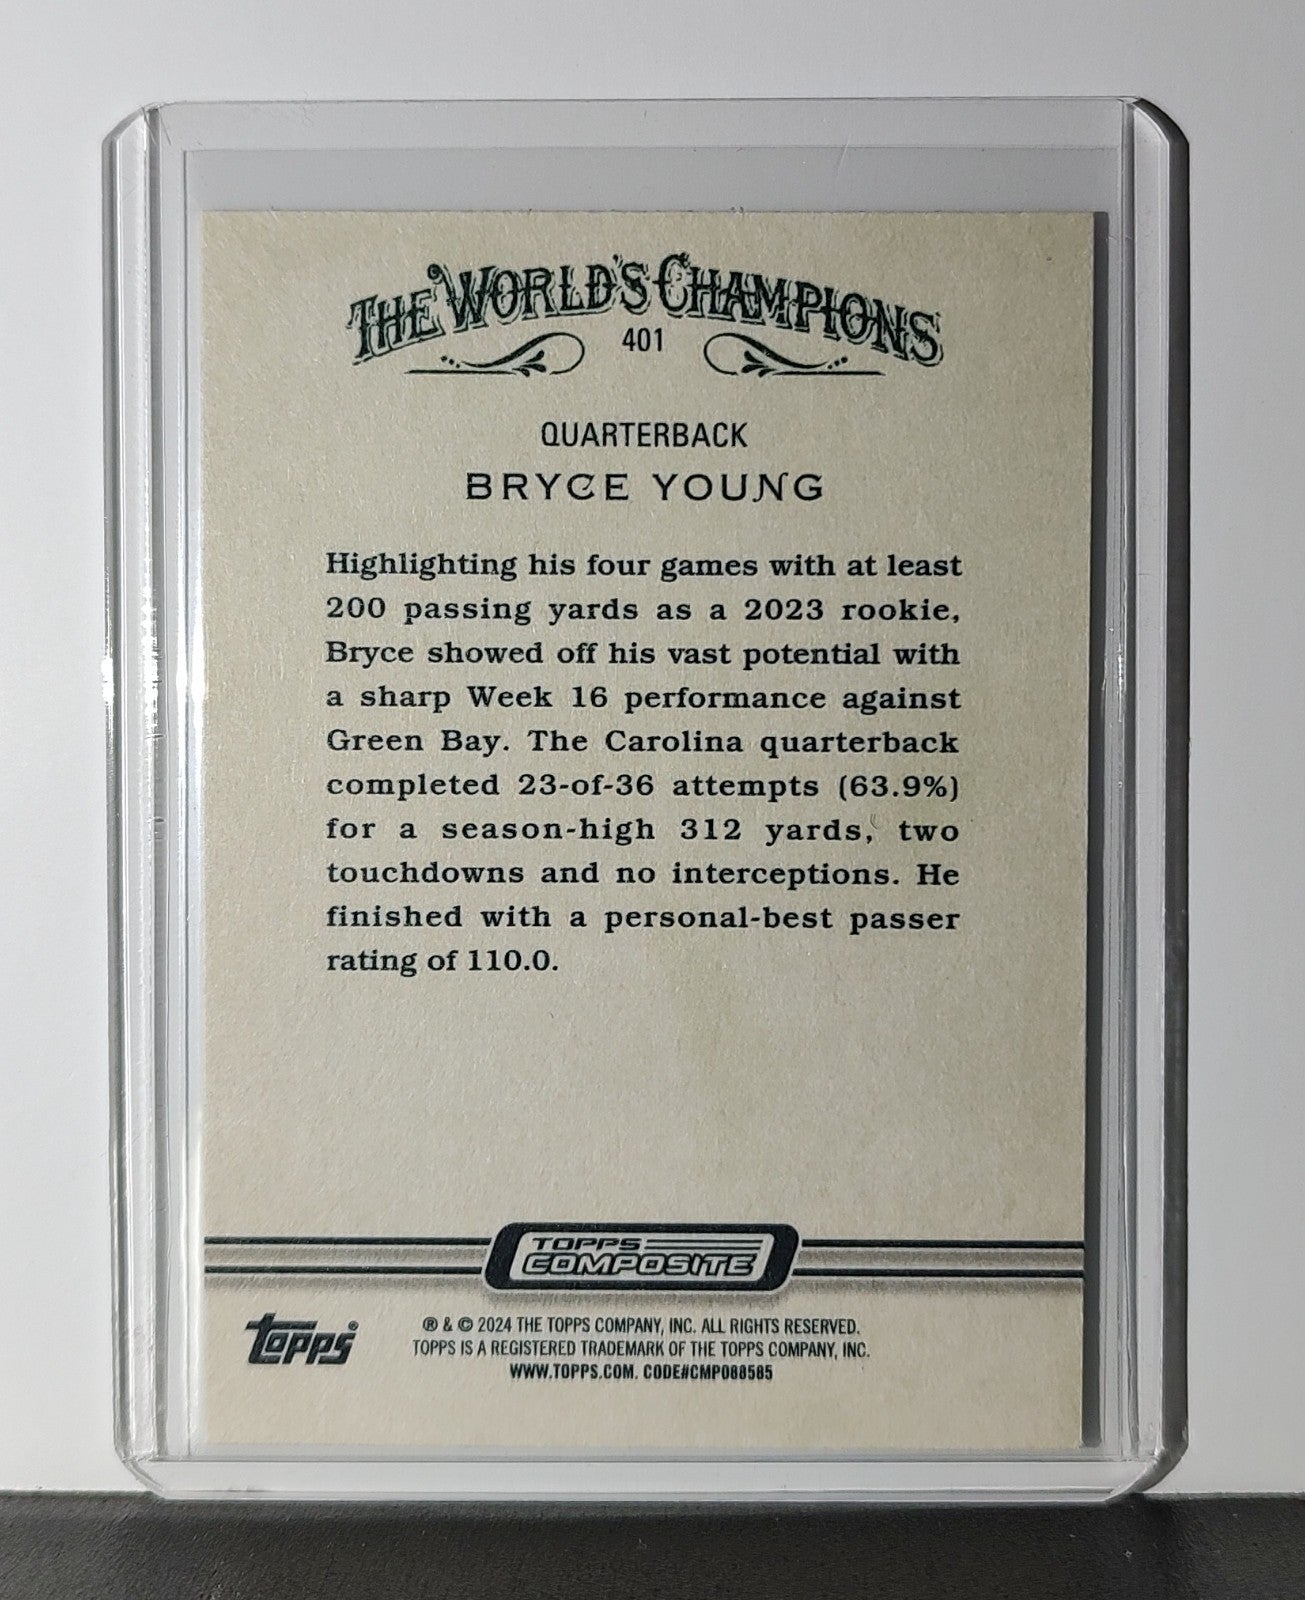 THE WORLD'S CHAMPIONS
401
QUARTERBACK
BRYCE YOUNG
Highlighting his four games with at least
200 passing yards as a 2023 rookie,
Bryce showed off his vast potential with
a sharp Week 16 performance against
Green Bay. The Carolina quarterback
completed 23-of-36 attempts (63.9%)
for a season-high 312 yards, two
touchdowns and no interceptions. He
finished with a personal-best passer
rating of 110.0.
TOPPS
COMPOSITE
topps®
® & © 2024 THE TOPPS COMPANY, INC. ALL RIGHTS RESERVED.
TOPPS IS A REGISTERED TRADEMARK OF THE TOPPS COMPANY, INC.
WWW.TOPPS.COM. CODE#CMP088585